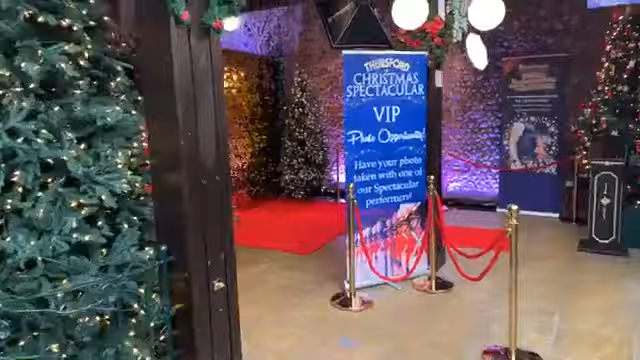 THURSFORD
CHRISTMAS
SPECTACULAR
VIP
Photo Opportunity!
Have your photo
taken with one of
our Spectacular
performers!